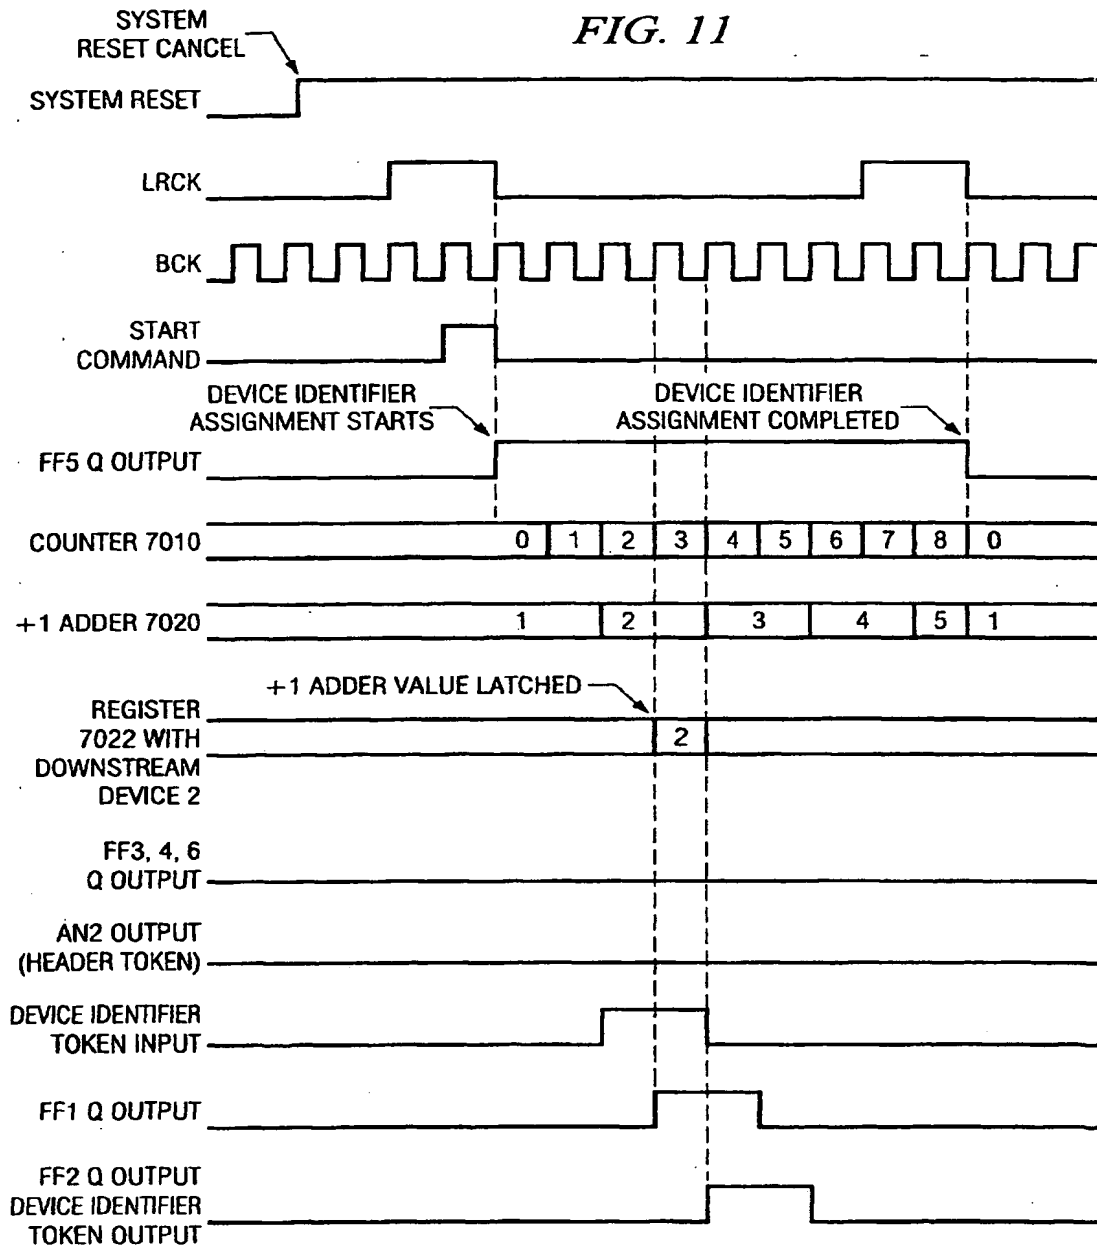 FIG. 11
SYSTEM
RESET CANCEL
SYSTEM RESET
LRCK
BCK
START
COMMAND
DEVICE IDENTIFIER
ASSIGNMENT STARTS
DEVICE IDENTIFIER
ASSIGNMENT COMPLETED
FF5 Q OUTPUT
COUNTER 7010 0 1 2 3 4 5 6 7 8 0
+1 ADDER 7020 1 2 3 4 5 1
+1 ADDER VALUE LATCHED
REGISTER
7022 WITH
DOWNSTREAM
DEVICE 2
2
FF3, 4, 6
Q OUTPUT
AN2 OUTPUT
(HEADER TOKEN)
DEVICE IDENTIFIER
TOKEN INPUT
FF1 Q OUTPUT
FF2 Q OUTPUT
DEVICE IDENTIFIER
TOKEN OUTPUT